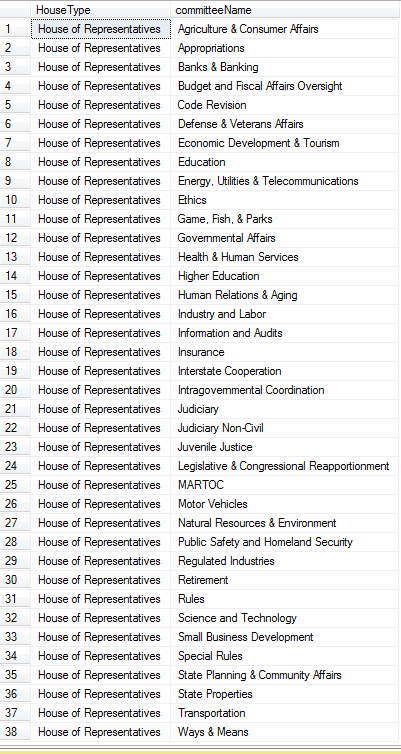 HouseType committeeName
1 House of Representatives Agriculture & Consumer Affairs
2 House of Representatives Appropriations
3 House of Representatives Banks & Banking
4 House of Representatives Budget and Fiscal Affairs Oversight
5 House of Representatives Code Revision
6 House of Representatives Defense & Veterans Affairs
7 House of Representatives Economic Development & Tourism
8 House of Representatives Education
9 House of Representatives Energy, Utilities & Telecommunications
10 House of Representatives Ethics
11 House of Representatives Game, Fish, & Parks
12 House of Representatives Governmental Affairs
13 House of Representatives Health & Human Services
14 House of Representatives Higher Education
15 House of Representatives Human Relations & Aging
16 House of Representatives Industry and Labor
17 House of Representatives Information and Audits
18 House of Representatives Insurance
19 House of Representatives Interstate Cooperation
20 House of Representatives Intragovernmental Coordination
21 House of Representatives Judiciary
22 House of Representatives Judiciary Non-Civil
23 House of Representatives Juvenile Justice
24 House of Representatives Legislative & Congressional Reapportionment
25 House of Representatives MARTOC
26 House of Representatives Motor Vehicles
27 House of Representatives Natural Resources & Environment
28 House of Representatives Public Safety and Homeland Security
29 House of Representatives Regulated Industries
30 House of Representatives Retirement
31 House of Representatives Rules
32 House of Representatives Science and Technology
33 House of Representatives Small Business Development
34 House of Representatives Special Rules
35 House of Representatives State Planning & Community Affairs
36 House of Representatives State Properties
37 House of Representatives Transportation
38 House of Representatives Ways & Means